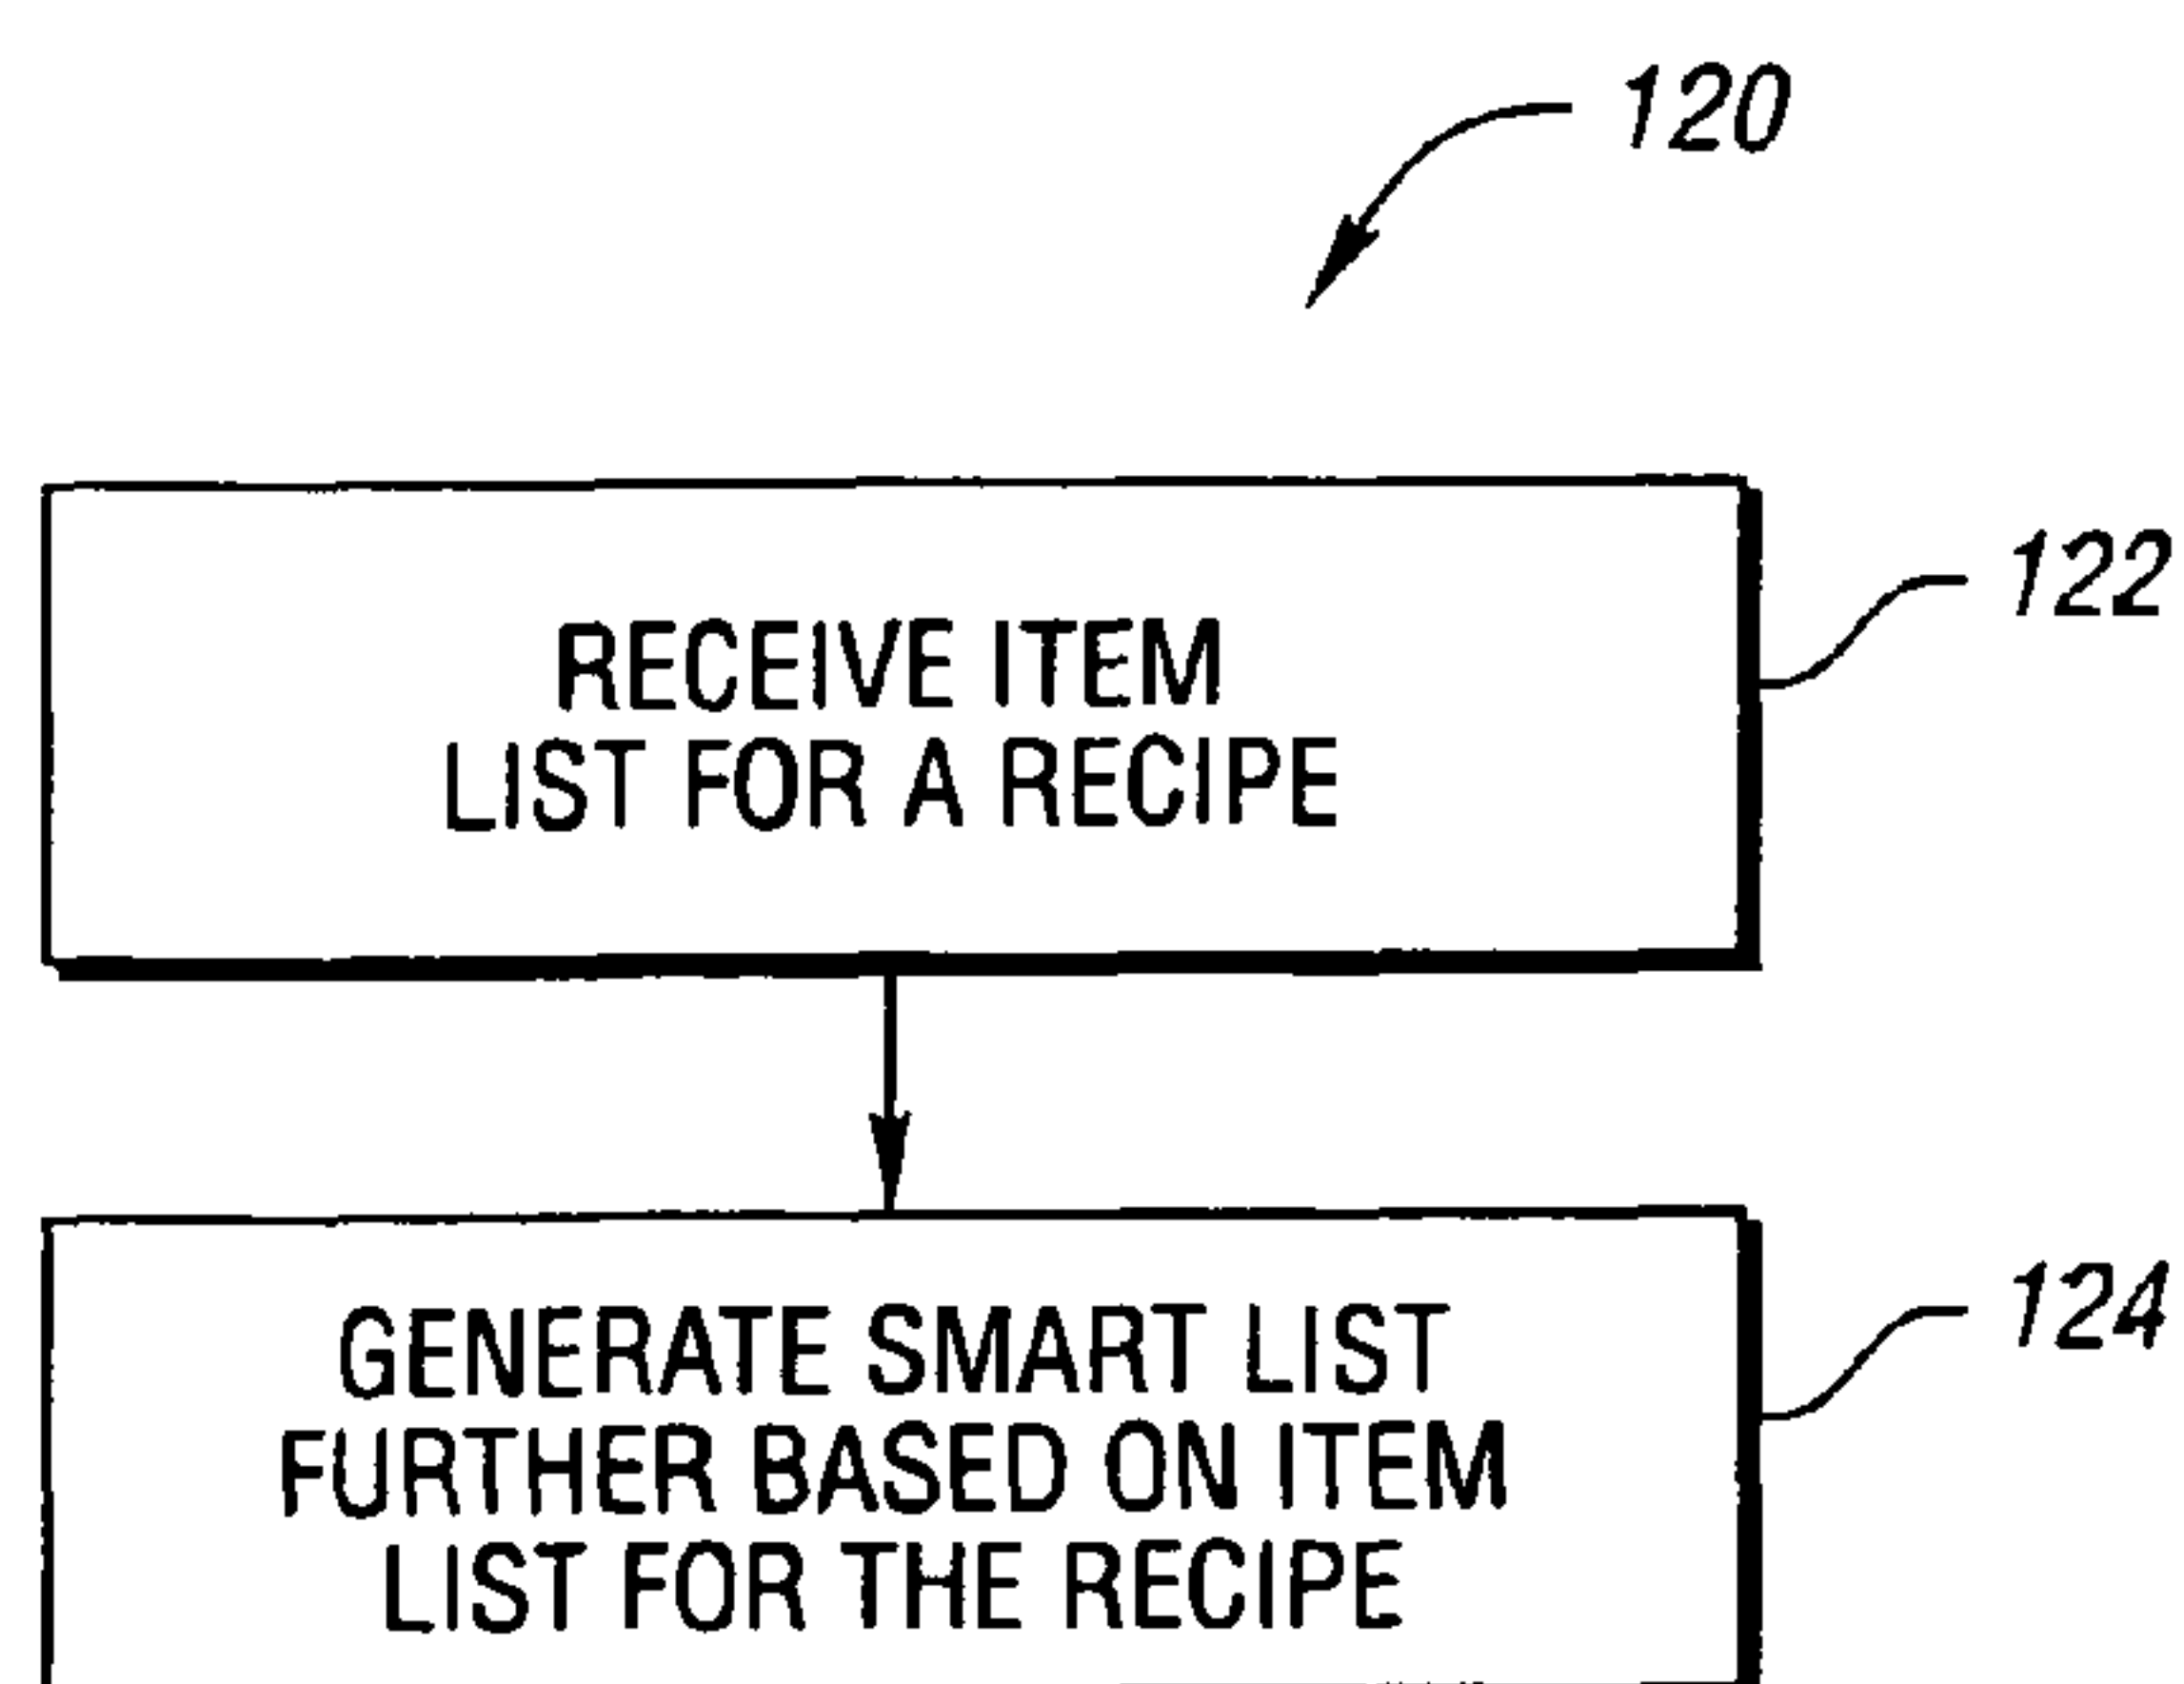 120
RECEIVE ITEM
LIST FOR A RECIPE
122
GENERATE SMART LIST
FURTHER BASED ON ITEM
LIST FOR THE RECIPE
124